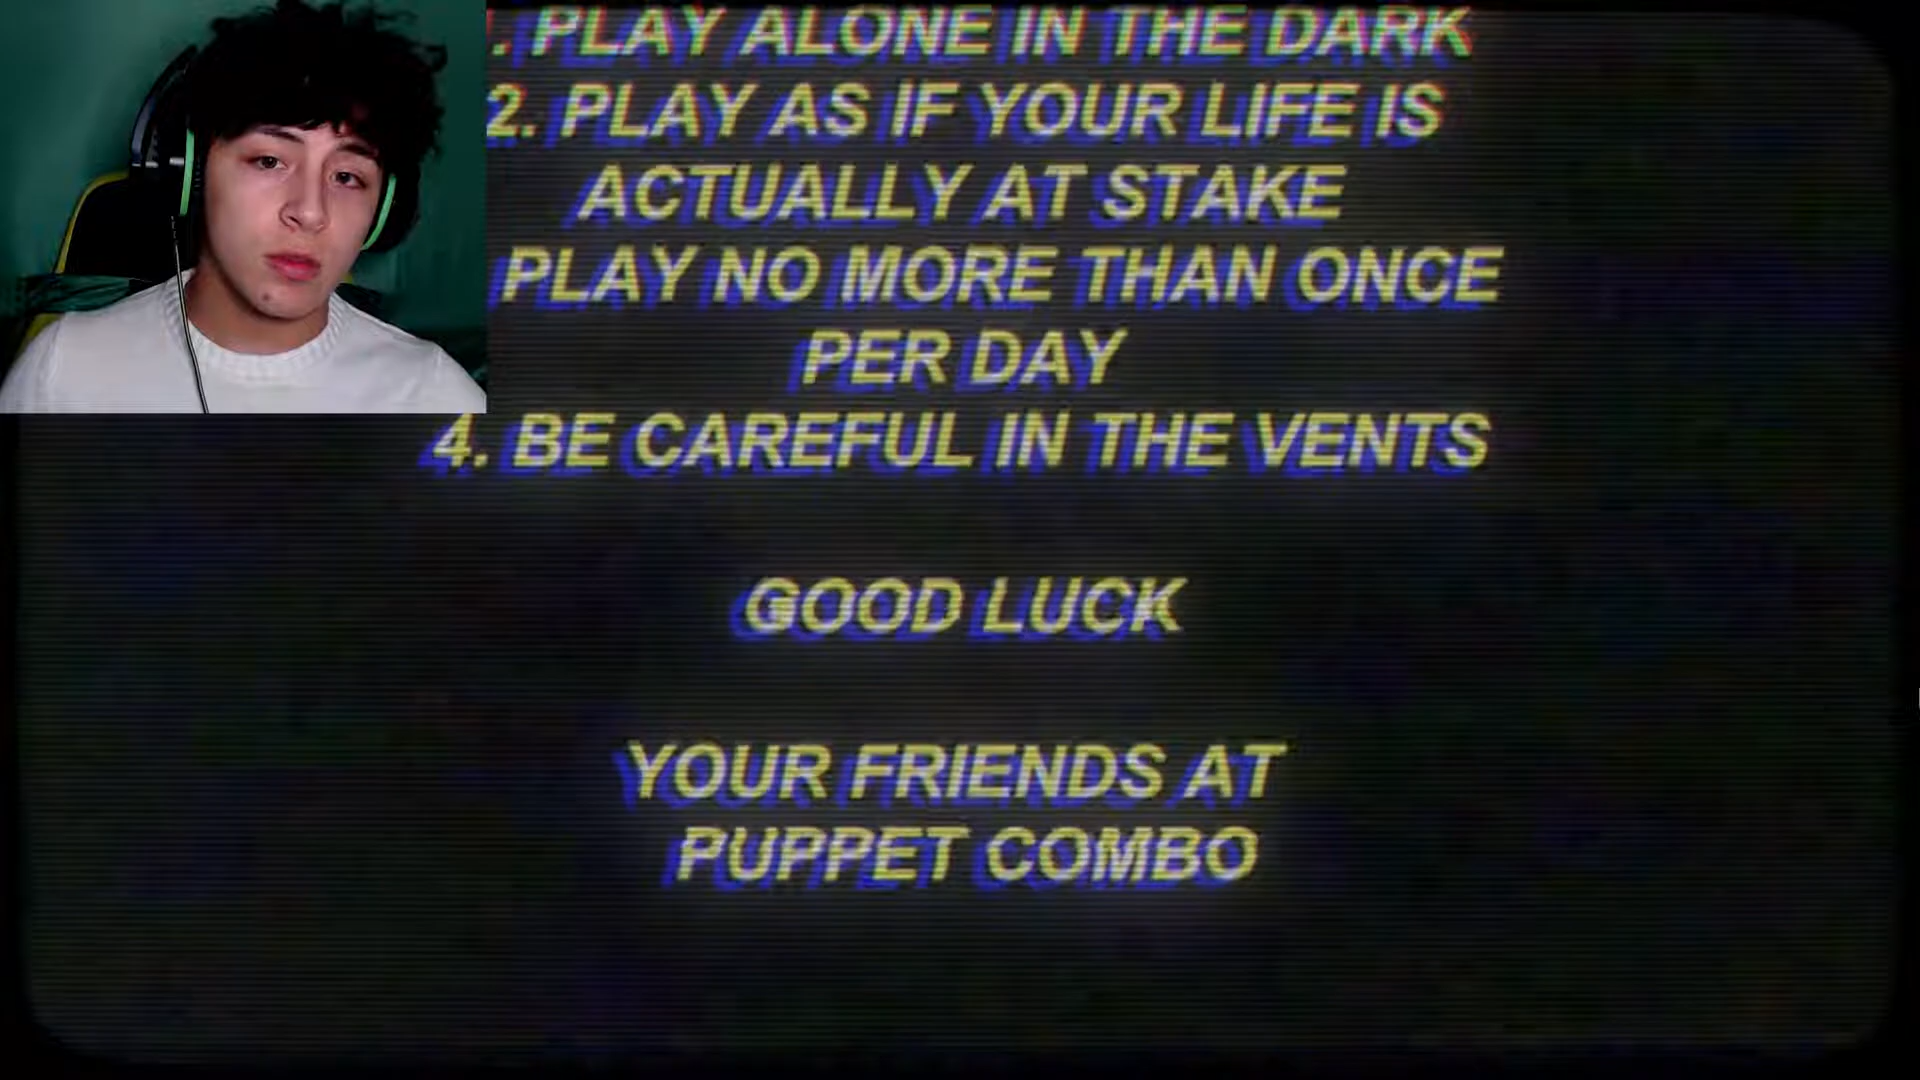 . PLAY ALONE IN THE DARK
2. PLAY AS IF YOUR LIFE IS
ACTUALLY AT STAKE
PLAY NO MORE THAN ONCE
PER DAY
4. BE CAREFUL IN THE VENTS
GOOD LUCK
YOUR FRIENDS AT
PUPPET COMBO